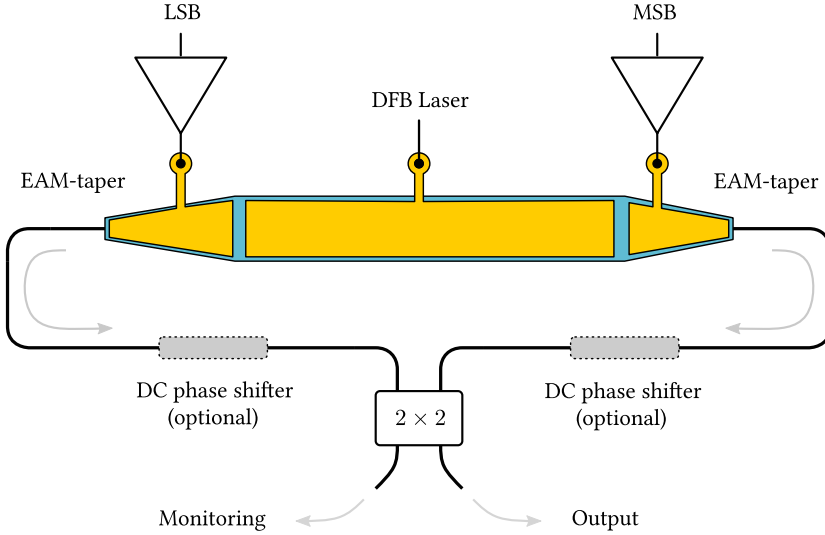 LSB
MSB
DFB Laser
EAM-taper
EAM-taper
DC phase shifter
(optional)
DC phase shifter
(optional)
2 × 2
Monitoring
Output